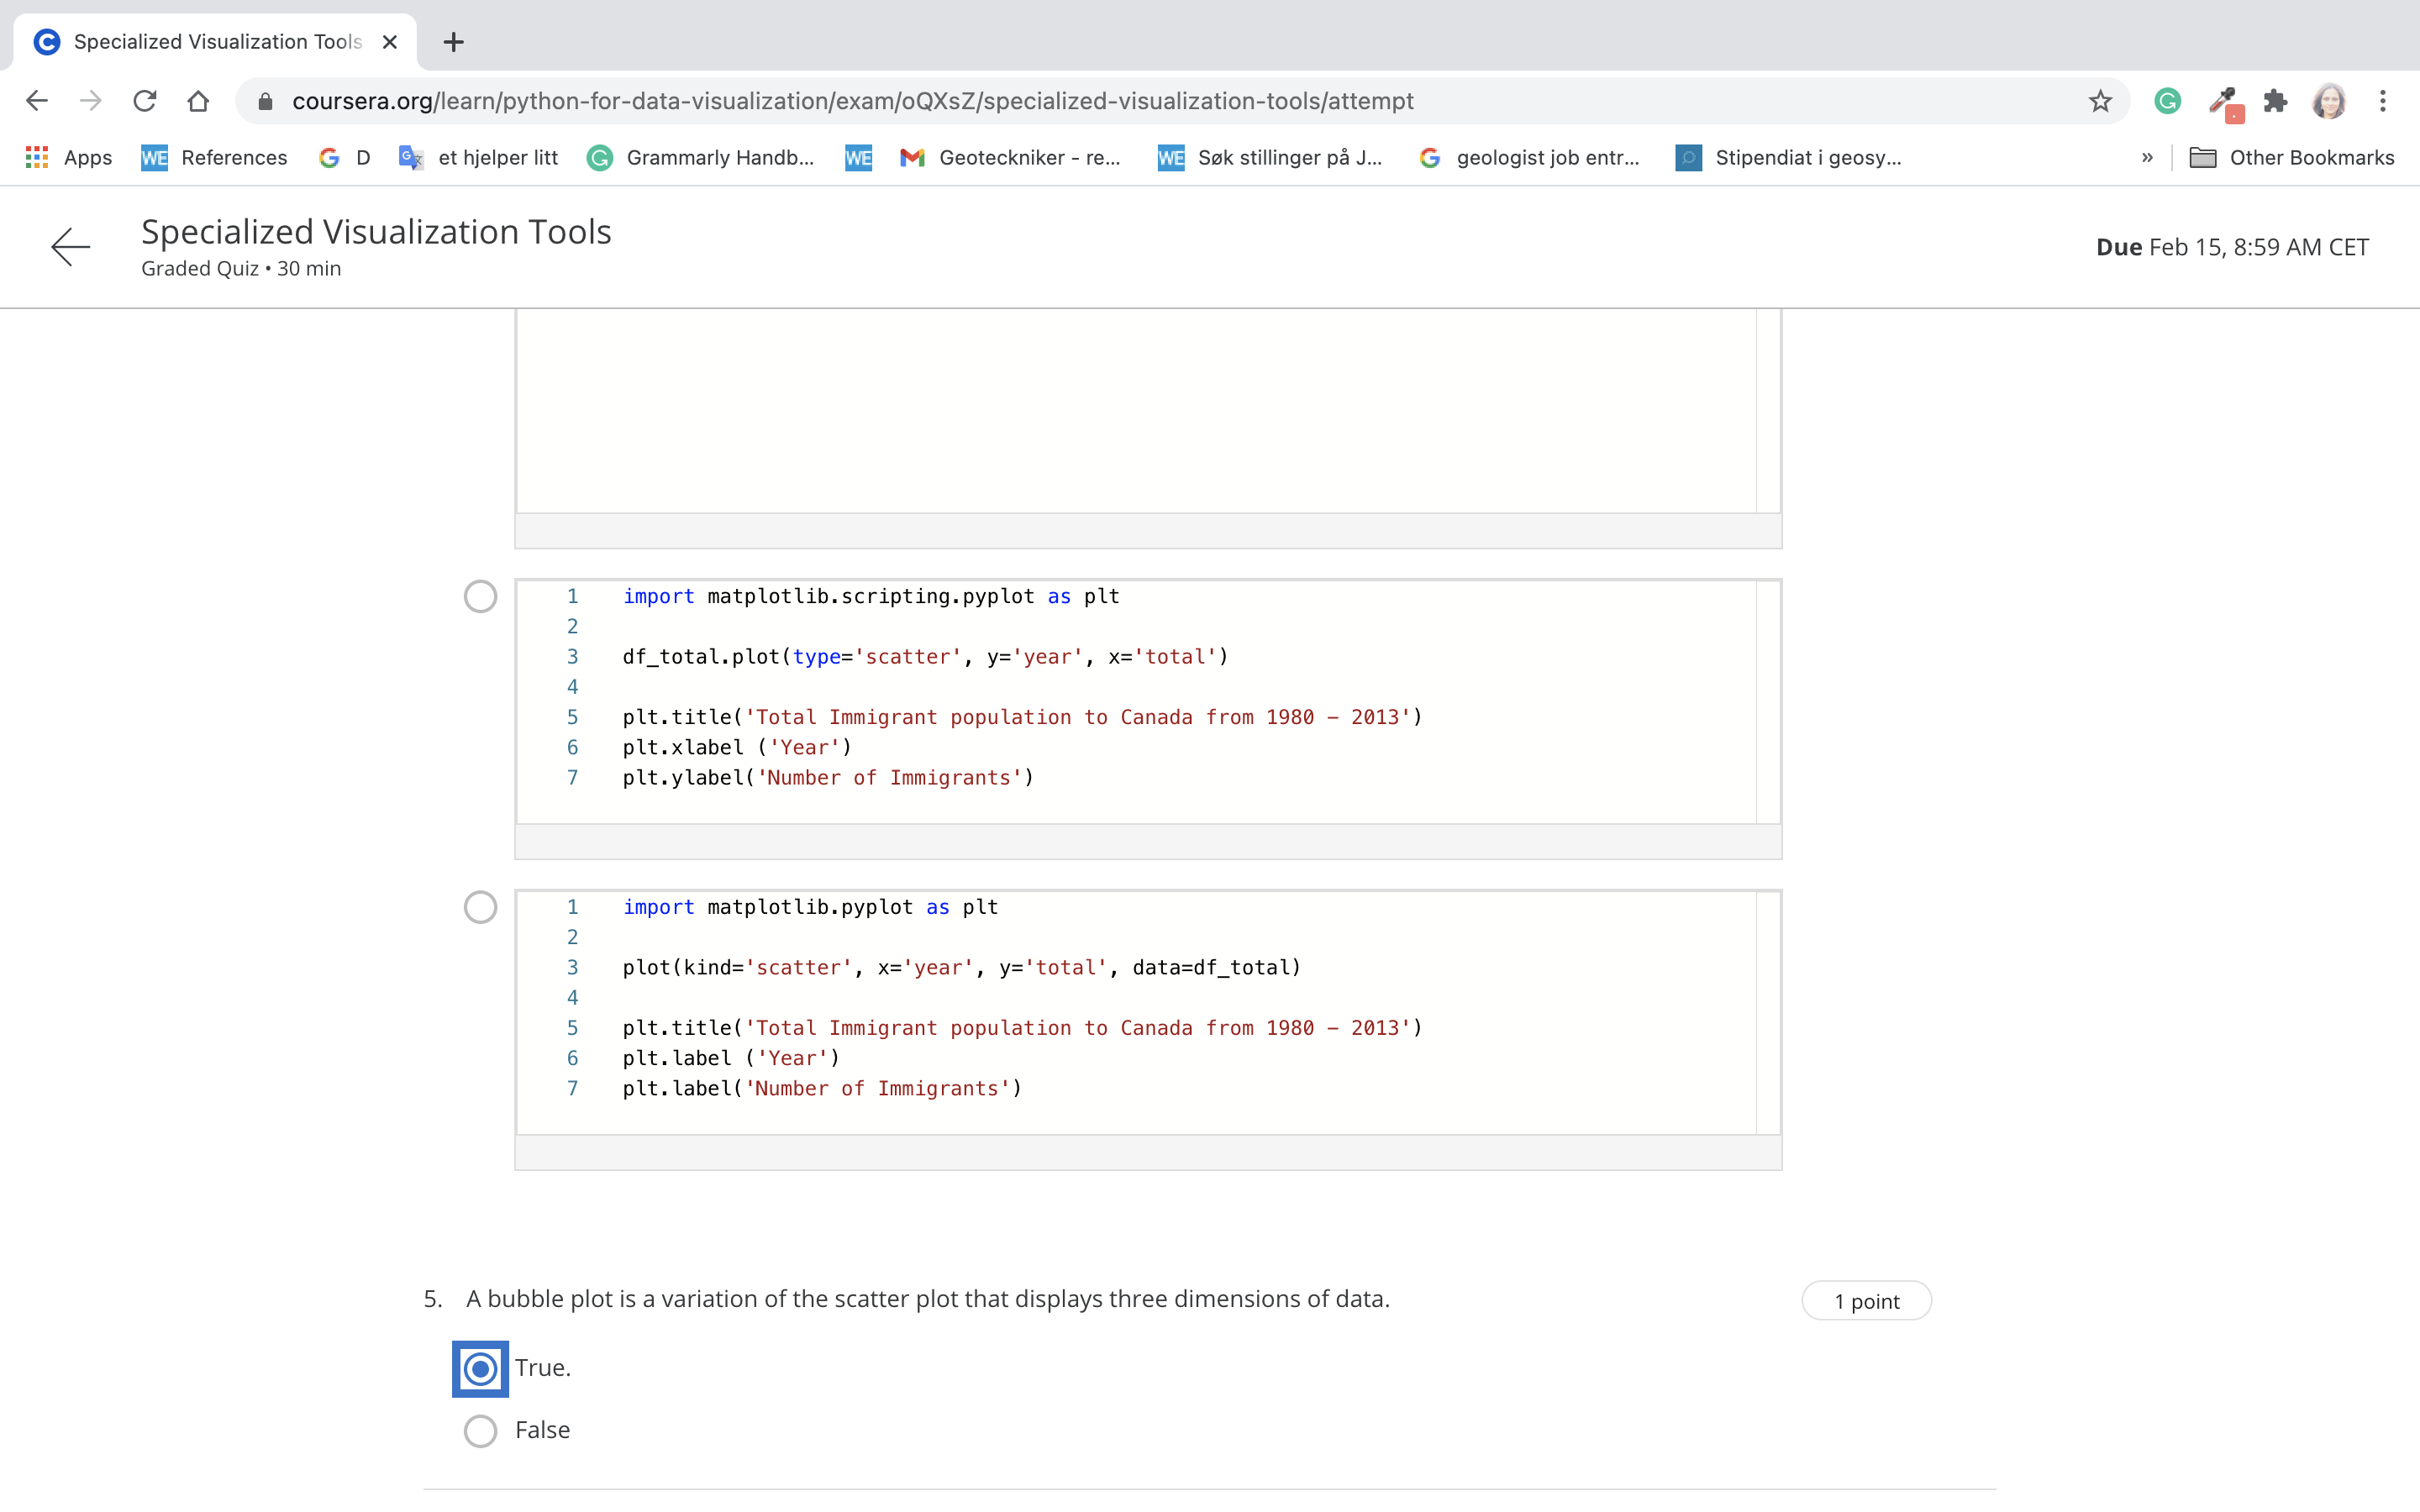 Specialized Visualization Tools
coursera.org/learn/python-for-data-visualization/exam/oQXsZ/specialized-visualization-tools/attempt
Apps WE References D et hjelper litt Grammarly Handb... WE Geoteckniker - re... WE Søk stillinger på J... geologist job entr... Stipendiat i geosy... » Other Bookmarks
Specialized Visualization Tools
Graded Quiz • 30 min
Due Feb 15, 8:59 AM CET
1 import matplotlib.scripting.pyplot as plt
2
3 df_total.plot(type='scatter', y='year', x='total')
4
5 plt.title('Total Immigrant population to Canada from 1980 - 2013')
6 plt.xlabel ('Year')
7 plt.ylabel('Number of Immigrants')
1 import matplotlib.pyplot as plt
2
3 plot(kind='scatter', x='year', y='total', data=df_total)
4
5 plt.title('Total Immigrant population to Canada from 1980 - 2013')
6 plt.label ('Year')
7 plt.label('Number of Immigrants')
5. A bubble plot is a variation of the scatter plot that displays three dimensions of data.
1 point
True.
False